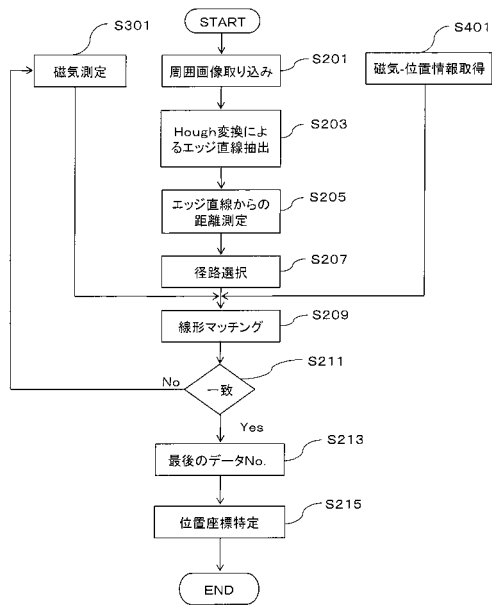 START
S301
S201
S401
磁気測定
周囲画像取り込み
磁気-位置情報取得
S203
Hough変換によ
るエッジ直線抽出
S205
エッジ直線からの
距離測定
S207
径路選択
S209
線形マッチング
S211
No
一致
Yes
S213
最後のデータNo.
S215
位置座標特定
END